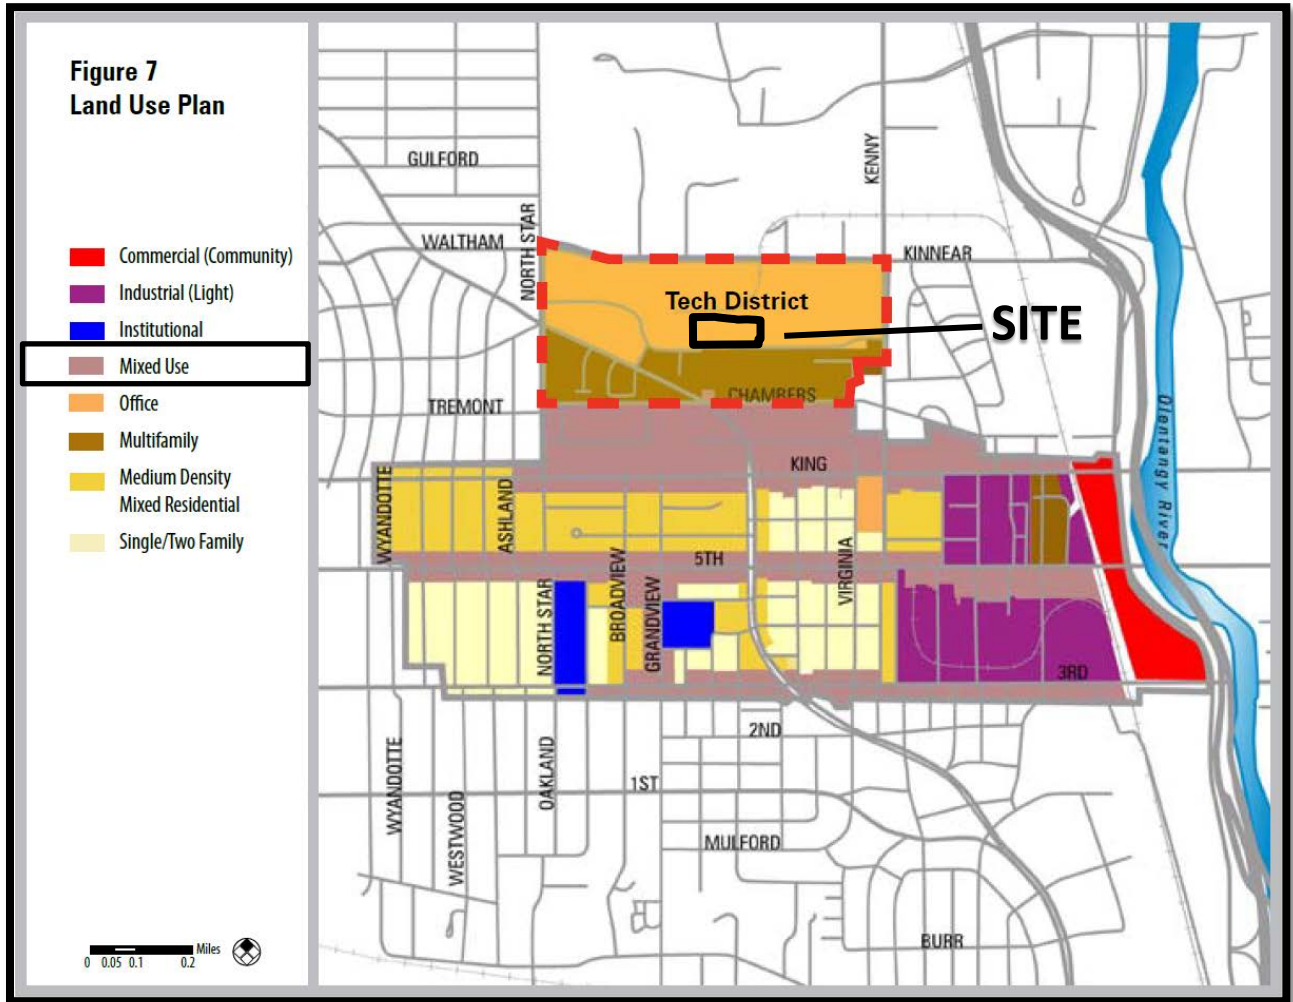 Figure 7
Land Use Plan
Commercial (Community)
Industrial (Light)
Institutional
Mixed Use
Office
Multifamily
Medium Density
Mixed Residential
Single/Two Family
Miles
0 0.05 0.1 0.2
GULFORD
KENNY
NORTH STAR
WALTHAM
KINNEAR
Tech District
SITE
CHAMBERS
TREMONT
Olentangy River
KING
WYANDOTTE
ASHLAND
5TH
VIRGINIA
BROADVIEW
NORTH STAR
GRANDVIEW
3RD
2ND
WYANDOTTE
OAKLAND
1ST
WESTWOOD
MULFORD
BURR